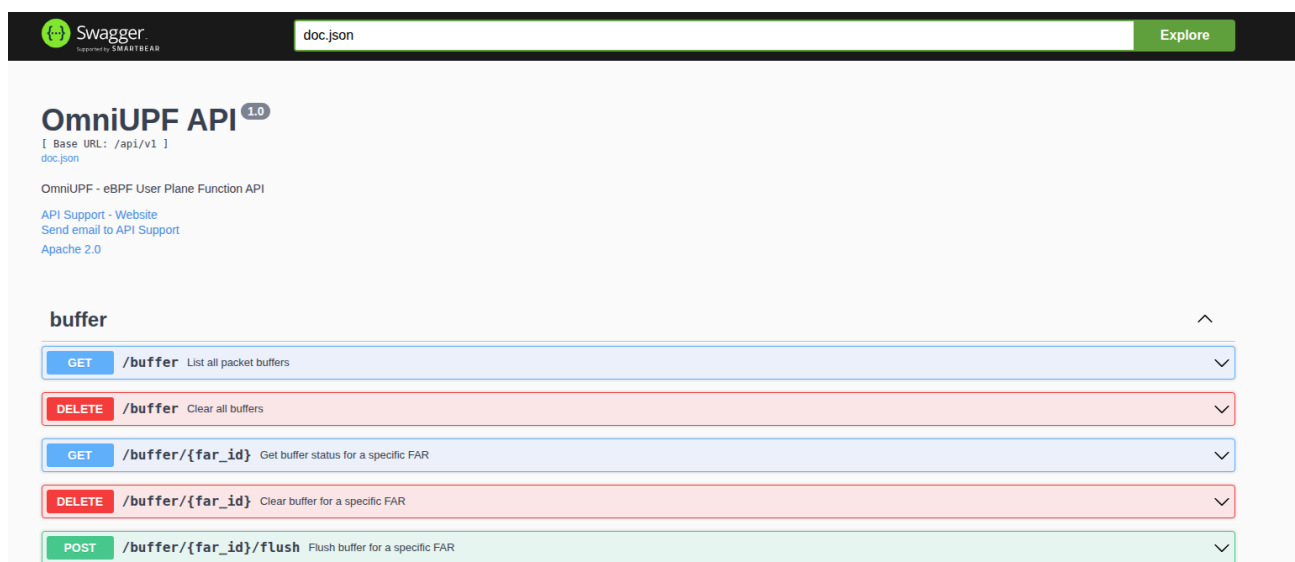 Swagger.
Supported by SMARTBEAR
doc.json
Explore
OmniUPF API 1.0
[ Base URL: /api/v1 ]
doc.json
OmniUPF - eBPF User Plane Function API
API Support - Website
Send email to API Support
Apache 2.0
buffer
GET /buffer List all packet buffers
DELETE /buffer Clear all buffers
GET /buffer/{far_id} Get buffer status for a specific FAR
DELETE /buffer/{far_id} Clear buffer for a specific FAR
POST /buffer/{far_id}/flush Flush buffer for a specific FAR